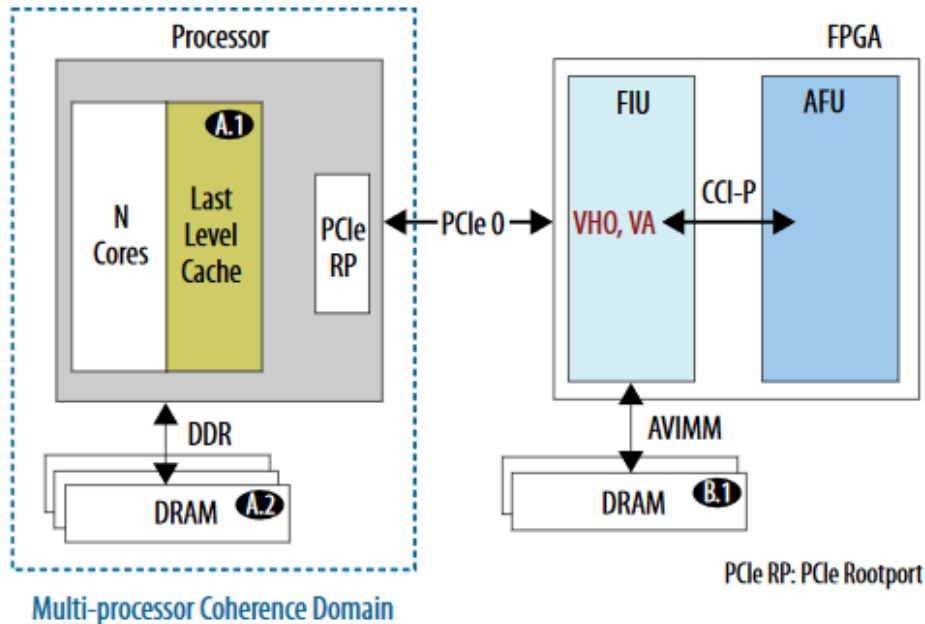 Processor
FPGA
A.1
N
Cores
Last
Level
Cache
PCIe
RP
PCIe 0
FIU
VHO, VA
CCI-P
AFU
DDR
DRAM
A.2
AVIMM
DRAM
B.1
PCIe RP: PCIe Rootport
Multi-processor Coherence Domain